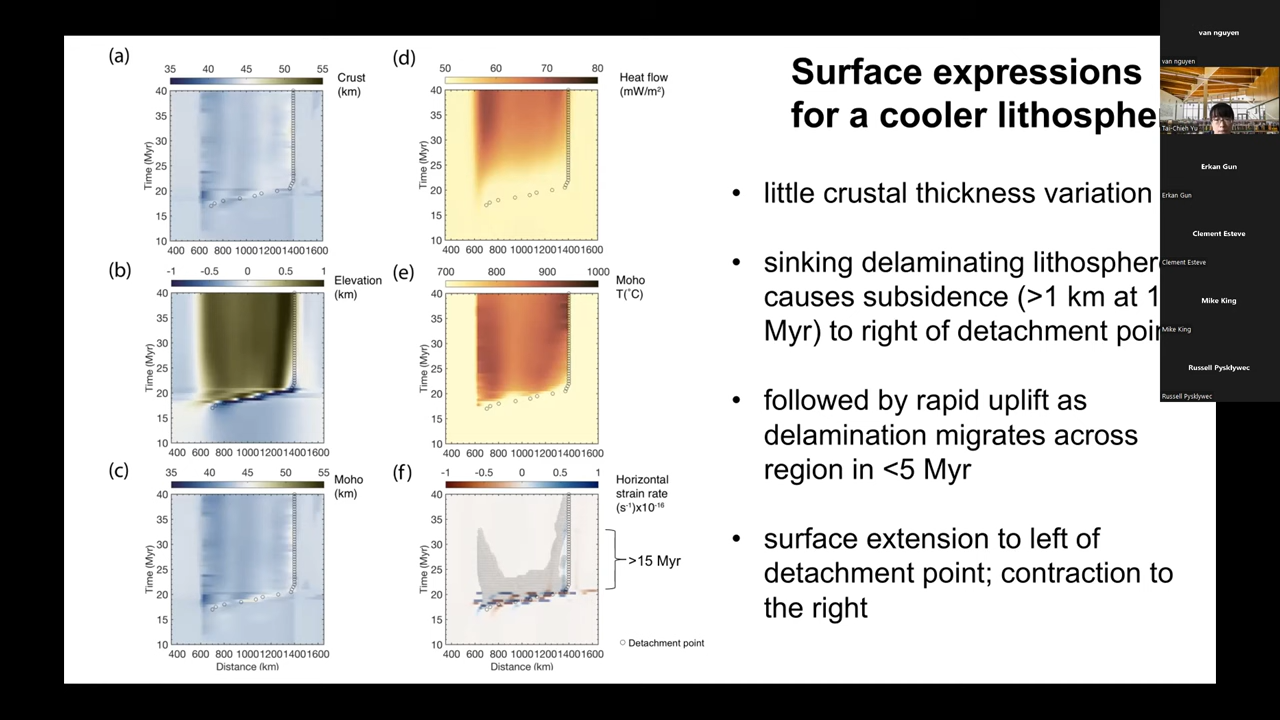 Surface expressions
for a cooler lithosphe
• little crustal thickness variation
• sinking delaminating lithospher
causes subsidence (>1 km at 1
Myr) to right of detachment poin
• followed by rapid uplift as
delamination migrates across
region in <5 Myr
• surface extension to left of
detachment point; contraction to
the right
(a)
35 40 45 50 55
Crust
(km)
Time (Myr)
40
35
30
25
20
15
10
400 600 800 1000 1200 1400 1600
(b)
-1 -0.5 0 0.5 1
Elevation
(km)
Time (Myr)
40
35
30
25
20
15
10
400 600 800 1000 1200 1400 1600
(c)
35 40 45 50 55
Moho
(km)
Time (Myr)
40
35
30
25
20
15
10
400 600 800 1000 1200 1400 1600
Distance (km)
(d)
50 60 70 80
Heat flow
(mW/m²)
Time (Myr)
40
35
30
25
20
15
10
400 600 800 1000 1200 1400 1600
(e)
700 800 900 1000
Moho
T(°C)
Time (Myr)
40
35
30
25
20
15
10
400 600 800 1000 1200 1400 1600
(f)
-1 -0.5 0 0.5 1
Horizontal
strain rate
(s⁻¹)x10⁻¹⁶
>15 Myr
Time (Myr)
40
35
30
25
20
15
10
400 600 800 1000 1200 1400 1600
Distance (km)
○ Detachment point
van nguyen
van nguyen
Tai-Chieh Yu
Erkan Gun
Erkan Gun
Clement Esteve
Clement Esteve
Mike King
Mike King
Russell Pysklywec
Russell Pysklywec